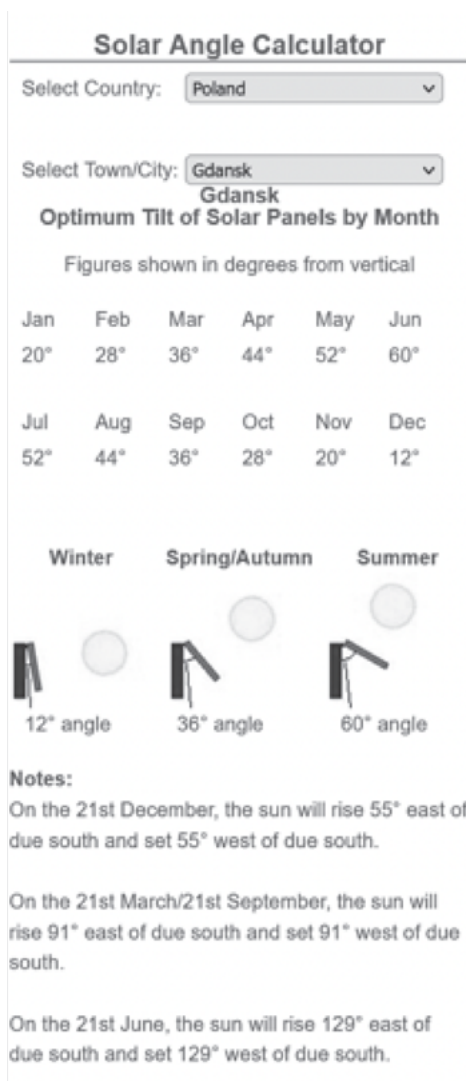 Solar Angle Calculator
Select Country: Poland
Select Town/City: Gdansk
Gdansk
Optimum Tilt of Solar Panels by Month
Figures shown in degrees from vertical
Jan Feb Mar Apr May Jun
20° 28° 36° 44° 52° 60°
Jul Aug Sep Oct Nov Dec
52° 44° 36° 28° 20° 12°
Winter Spring/Autumn Summer
12° angle 36° angle 60° angle
Notes:
On the 21st December, the sun will rise 55° east of
due south and set 55° west of due south.
On the 21st March/21st September, the sun will
rise 91° east of due south and set 91° west of due
south.
On the 21st June, the sun will rise 129° east of
due south and set 129° west of due south.